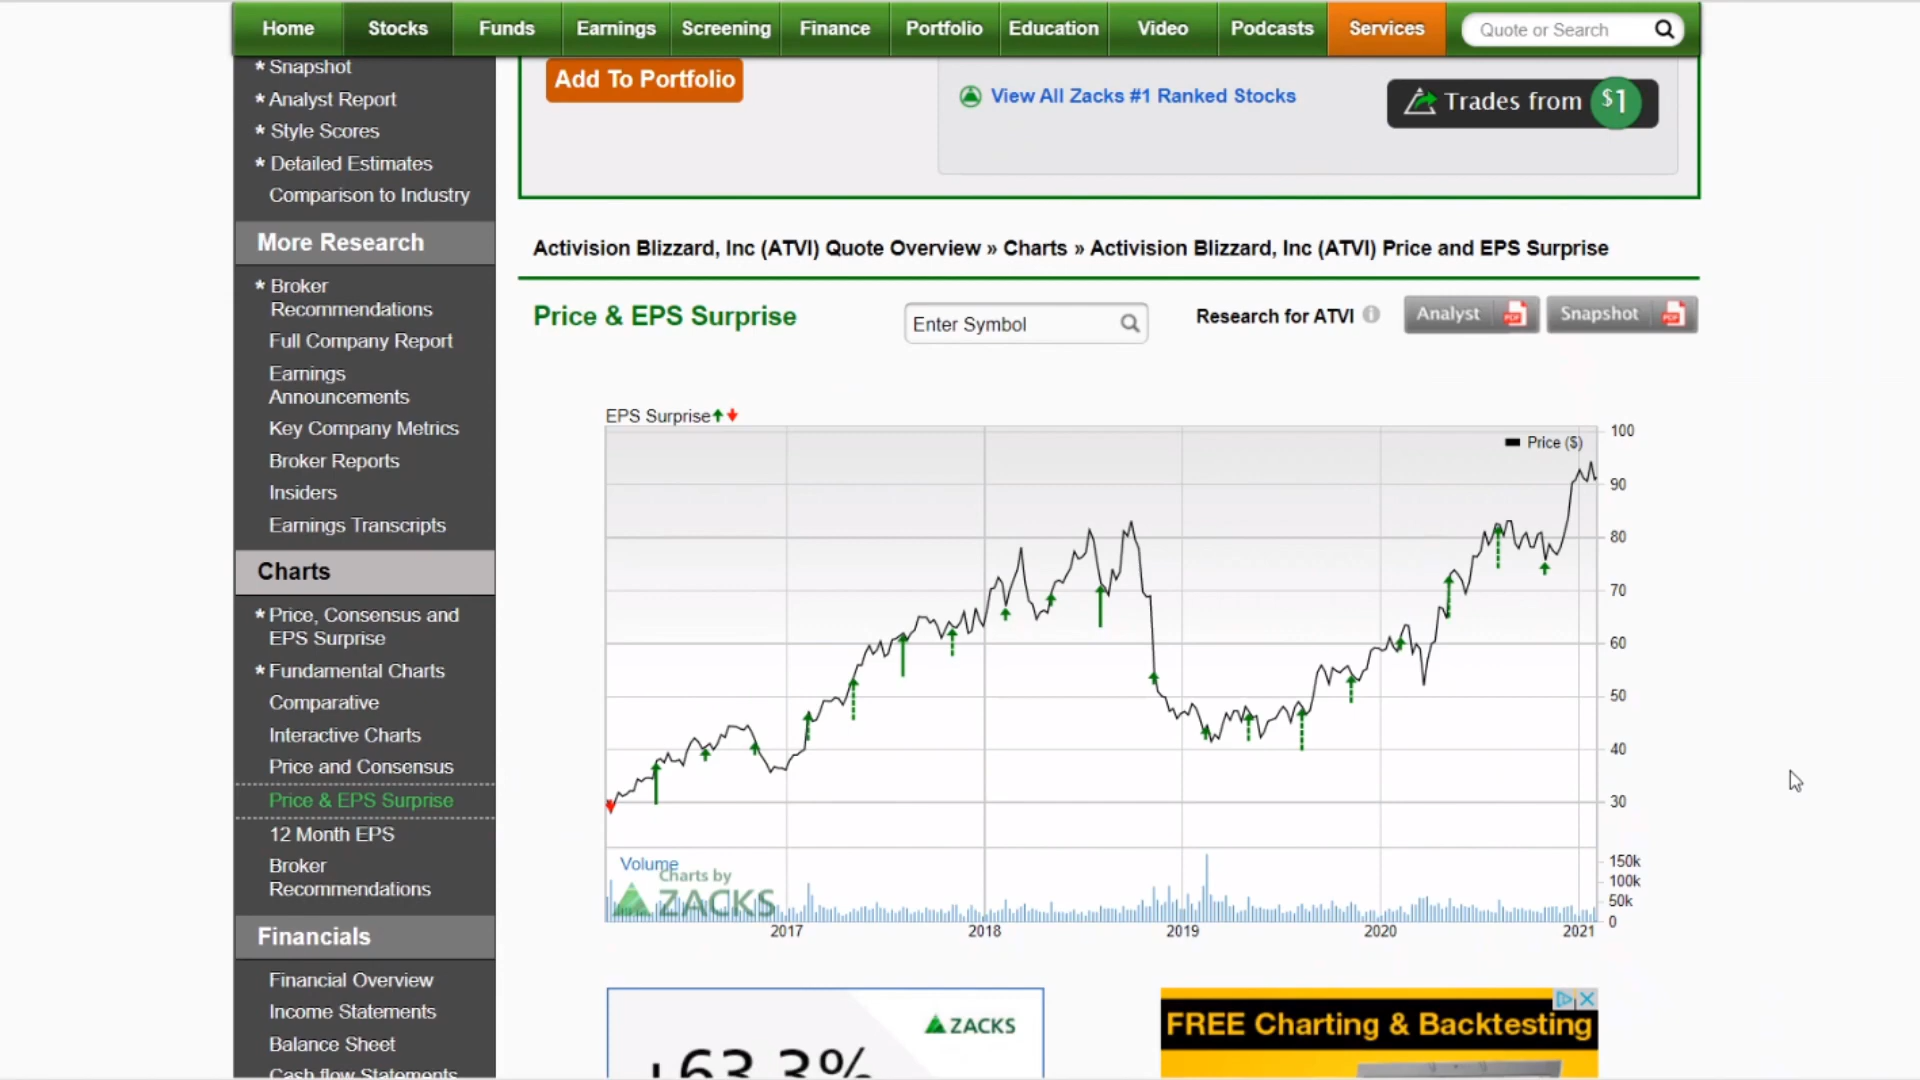 Home Stocks Funds Earnings Screening Finance Portfolio Education Video Podcasts Services Quote or Search
* Snapshot
* Analyst Report
* Style Scores
* Detailed Estimates
Comparison to Industry
More Research
* Broker
Recommendations
Full Company Report
Earnings
Announcements
Key Company Metrics
Broker Reports
Insiders
Earnings Transcripts
Charts
* Price, Consensus and
EPS Surprise
* Fundamental Charts
Comparative
Interactive Charts
Price and Consensus
Price & EPS Surprise
12 Month EPS
Broker
Recommendations
Financials
Financial Overview
Income Statements
Balance Sheet
Cash flow Statements
Add To Portfolio
View All Zacks #1 Ranked Stocks
Trades from $1
Activision Blizzard, Inc (ATVI) Quote Overview » Charts » Activision Blizzard, Inc (ATVI) Price and EPS Surprise
Price & EPS Surprise
Enter Symbol
Research for ATVI
Analyst
Snapshot
EPS Surprise
Price ($)
100
90
80
70
60
50
40
30
Volume
Charts by
ZACKS
150k
100k
50k
0
2017 2018 2019 2020 2021
ZACKS
+63.3%
FREE Charting & Backtesting